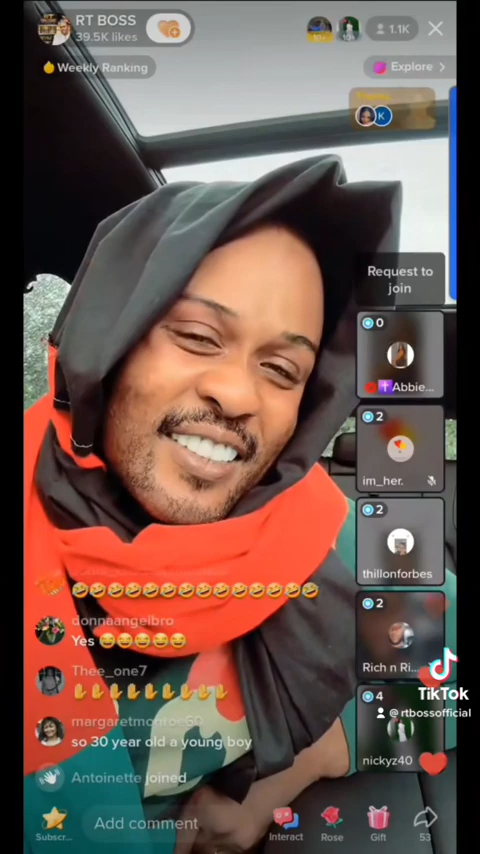 RT BOSS
39.5K likes
1.1K
Weekly Ranking
Explore
K
Request to
join
0
Abbie...
2
im_her.
2
thillonforbes
2
Rich n Ri...
4
nickyz40
TikTok
@rtbossofficial
🤣🤣🤣🤣🤣🤣🤣🤣🤣🤣🤣🤣🤣🤣
donnaangelbro
Yes 😂😂😂😂😂
Thee_one7
✋✋✋✋✋✋✋✋✋
so 30 year old a young boy
Antoinette joined
Subscr...
Add comment
Interact
Rose
Gift
53